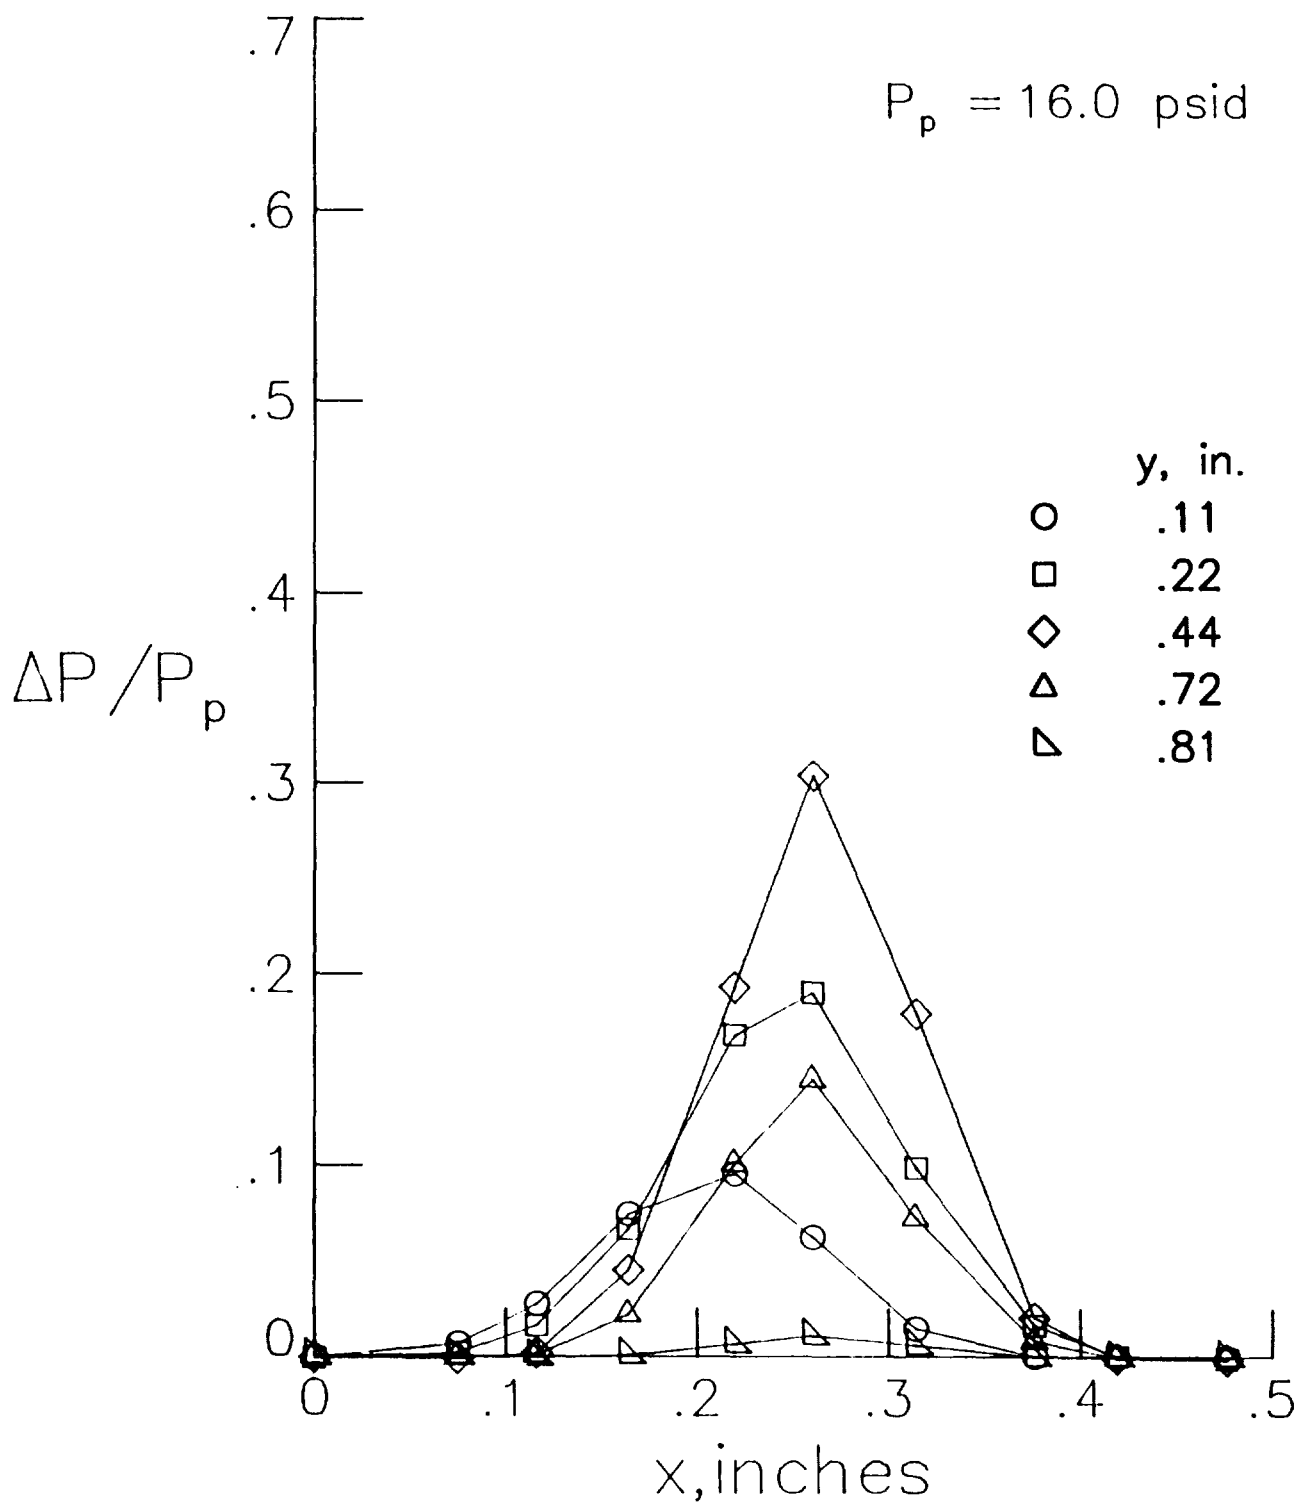 .7
P_p = 16.0 psid
.6
.5
y, in.
.11
.22
.4
.44
ΔP/P_p
.72
.81
.3
.2
.1
0
0 .1 .2 .3 .4 .5
x,inches